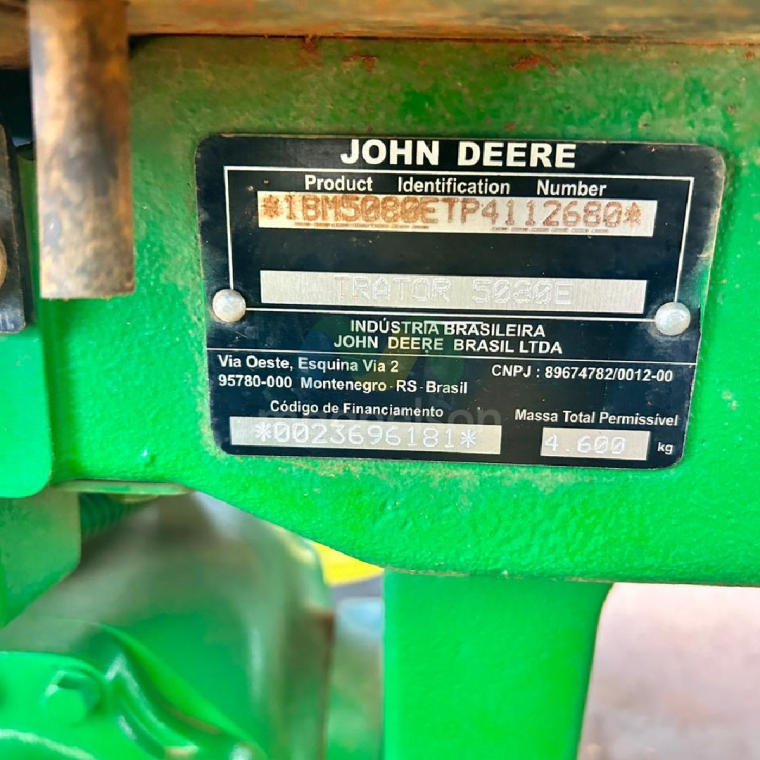 JOHN DEERE
Product Identification Number
*1BM5080ETP4112680*
TRATOR 5080E
INDÚSTRIA BRASILEIRA
JOHN DEERE BRASIL LTDA
Via Oeste, Esquina Via 2
CNPJ : 89674782/0012-00
95780-000 Montenegro - RS - Brasil
Código de Financiamento
Massa Total Permissível
*0023696181*
4.600 kg